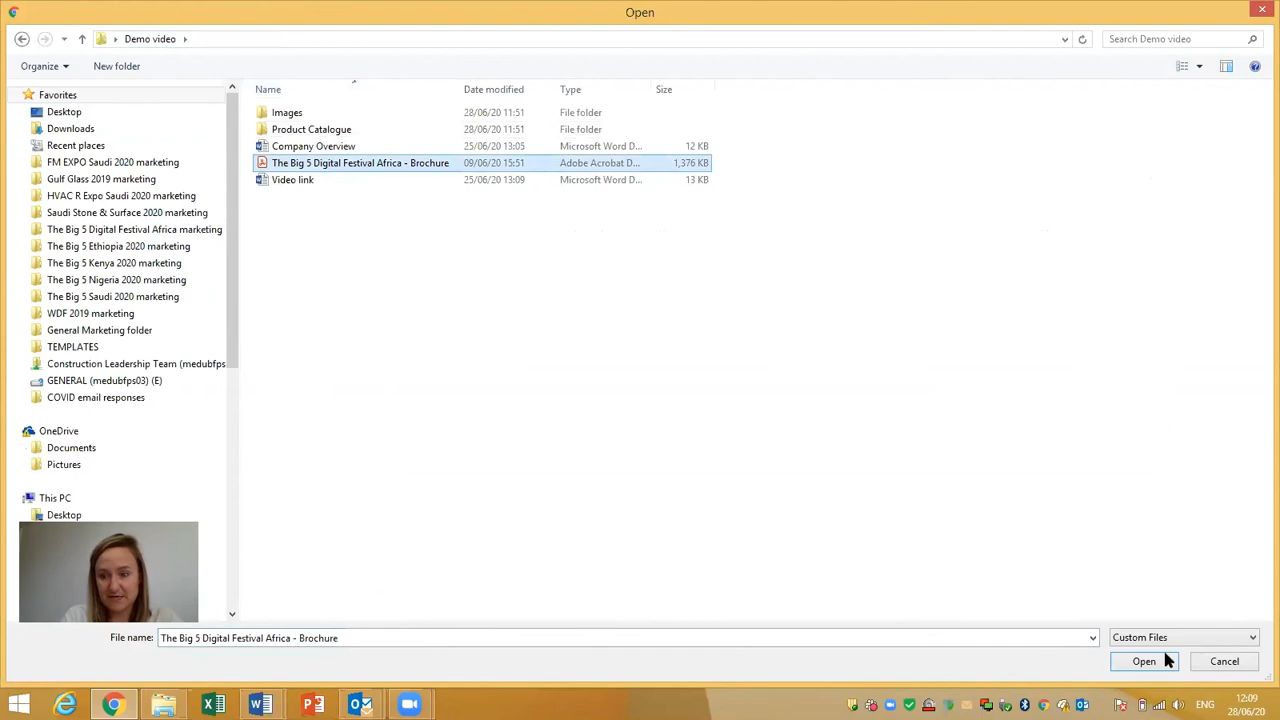 Open
Demo video
Search Demo video
Organize
New folder
Name
Date modified
Type
Size
Favorites
Desktop
Downloads
Recent places
FM EXPO Saudi 2020 marketing
Gulf Glass 2019 marketing
HVAC R Expo Saudi 2020 marketing
Saudi Stone & Surface 2020 marketing
The Big 5 Digital Festival Africa marketing
The Big 5 Ethiopia 2020 marketing
The Big 5 Kenya 2020 marketing
The Big 5 Nigeria 2020 marketing
The Big 5 Saudi 2020 marketing
WDF 2019 marketing
General Marketing folder
TEMPLATES
Construction Leadership Team (medubfps
GENERAL (medubfps03) (E)
COVID email responses
OneDrive
Documents
Pictures
This PC
Desktop
Images 28/06/20 11:51 File folder
Product Catalogue 28/06/20 11:51 File folder
Company Overview 25/06/20 13:05 Microsoft Word D... 12 KB
The Big 5 Digital Festival Africa - Brochure 09/06/20 15:51 Adobe Acrobat D... 1,376 KB
Video link 25/06/20 13:09 Microsoft Word D... 13 KB
File name: The Big 5 Digital Festival Africa - Brochure
Custom Files
Open
Cancel
ENG
12:09
28/06/20